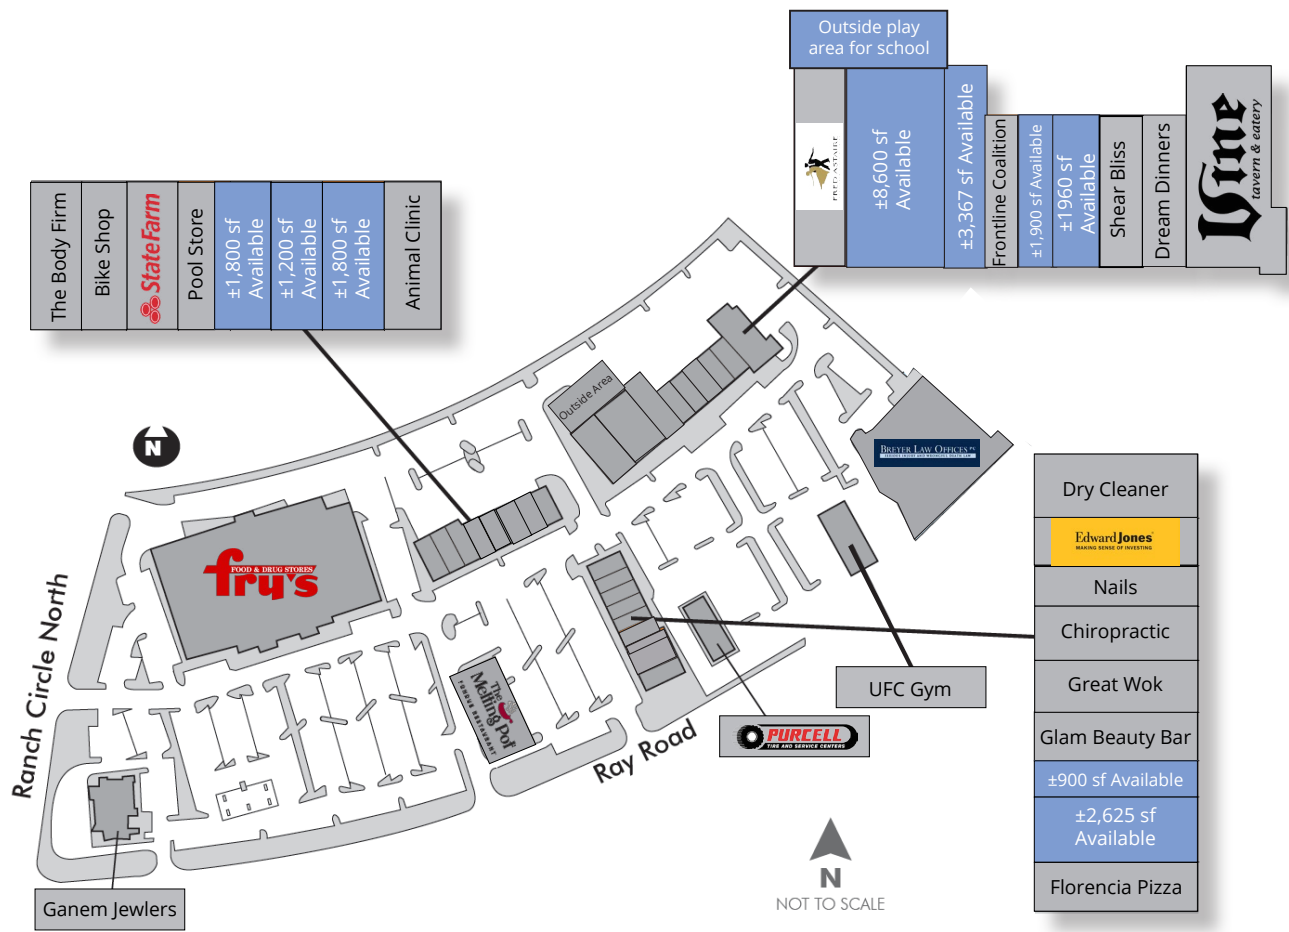 Outside play
area for school
FRED ASTAIRE
±8,600 sf
Available
±3,367 sf Available
Frontline Coalition
±1,900 sf Available
±1960 sf
Available
Shear Bliss
Dream Dinners
Vine
tavern & eatery
The Body Firm
Bike Shop
StateFarm
Pool Store
±1,800 sf
Available
±1,200 sf
Available
±1,800 sf
Available
Animal Clinic
Outside Area
N
BREYER LAW OFFICES P.C.
fry's
FOOD & DRUG STORES
Ranch Circle North
The
Melting Pot
FONDUE RESTAURANT
Ray Road
PURCELL
TIRE AND SERVICE CENTERS
UFC Gym
Dry Cleaner
Edward Jones
MAKING SENSE OF INVESTING
Nails
Chiropractic
Great Wok
Glam Beauty Bar
±900 sf Available
±2,625 sf
Available
Florencia Pizza
Ganem Jewlers
N
NOT TO SCALE